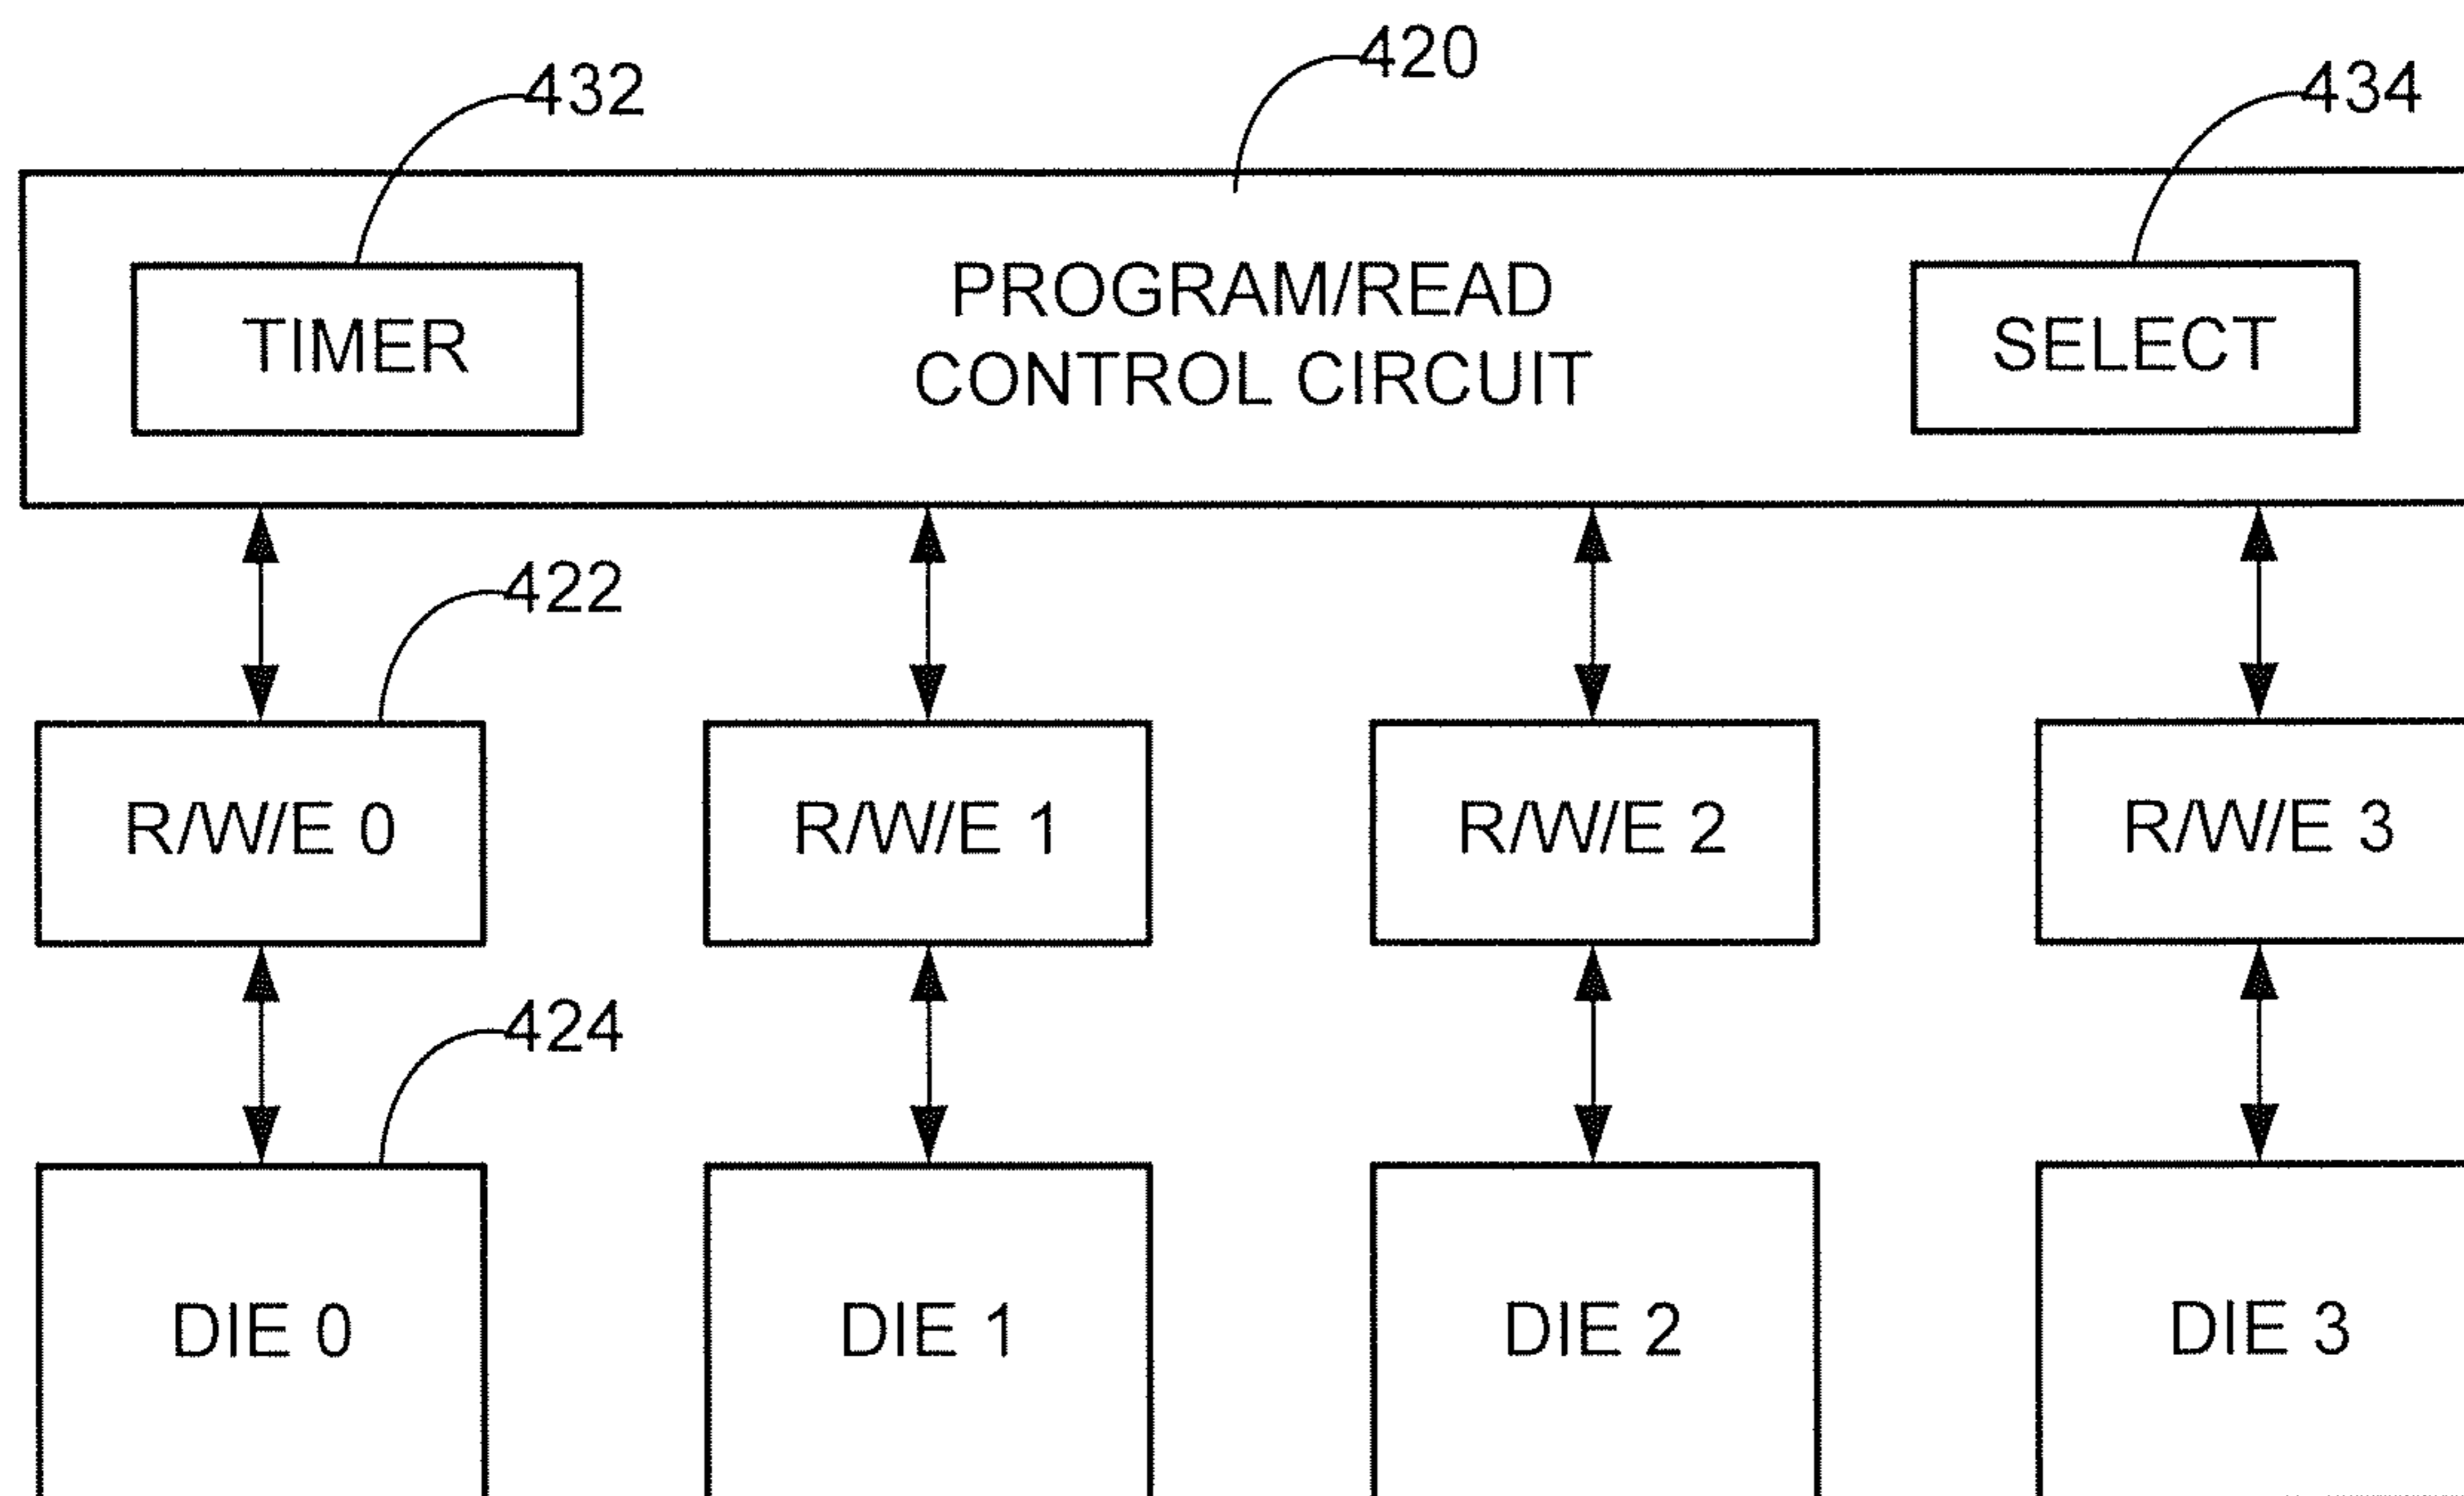 420
432
434
PROGRAM/READ
CONTROL CIRCUIT
TIMER
SELECT
422
R/W/E 0
R/W/E 1
R/W/E 2
R/W/E 3
424
DIE 0
DIE 1
DIE 2
DIE 3